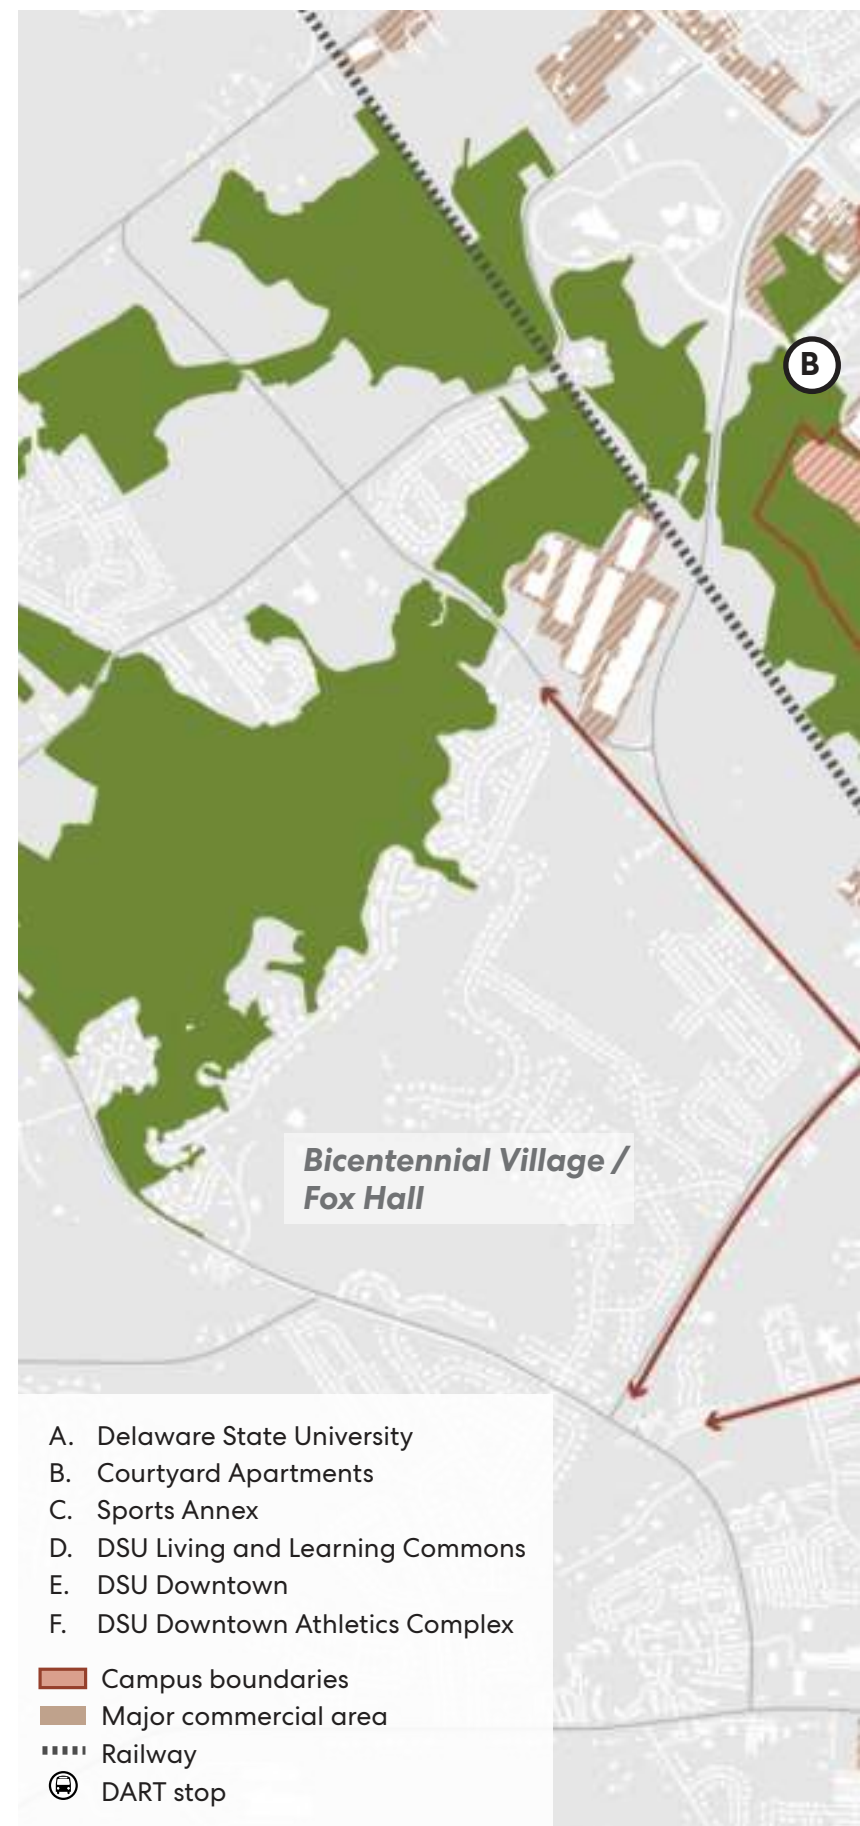 B
Bicentennial Village /
Fox Hall
A. Delaware State University
B. Courtyard Apartments
C. Sports Annex
D. DSU Living and Learning Commons
E. DSU Downtown
F. DSU Downtown Athletics Complex
Campus boundaries
Major commercial area
Railway
DART stop